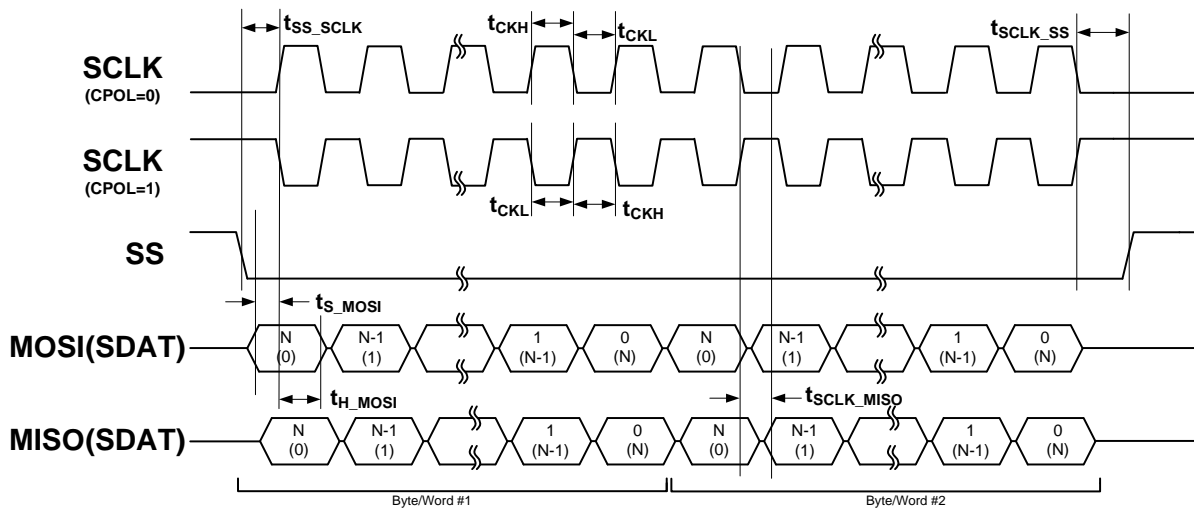 tSS_SCLK
tCKH
tCKL
tSCLK_SS
SCLK
(CPOL=0)
SCLK
(CPOL=1)
tCKL
tCKH
SS
tS_MOSI
MOSI(SDAT)
N
(0)
N-1
(1)
1
(N-1)
0
(N)
N
(0)
N-1
(1)
1
(N-1)
0
(N)
tH_MOSI
tSCLK_MISO
MISO(SDAT)
N
(0)
N-1
(1)
1
(N-1)
0
(N)
N
(0)
N-1
(1)
1
(N-1)
0
(N)
Byte/Word #1
Byte/Word #2